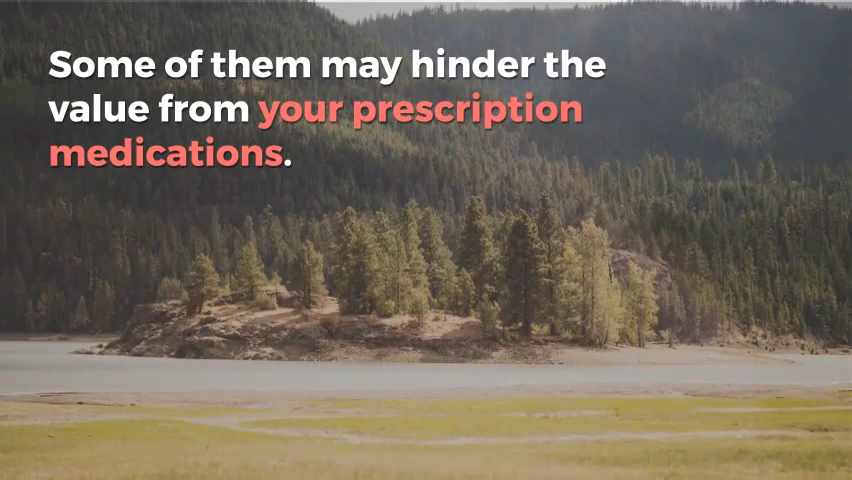 Some of them may hinder the
value from your prescription
medications.